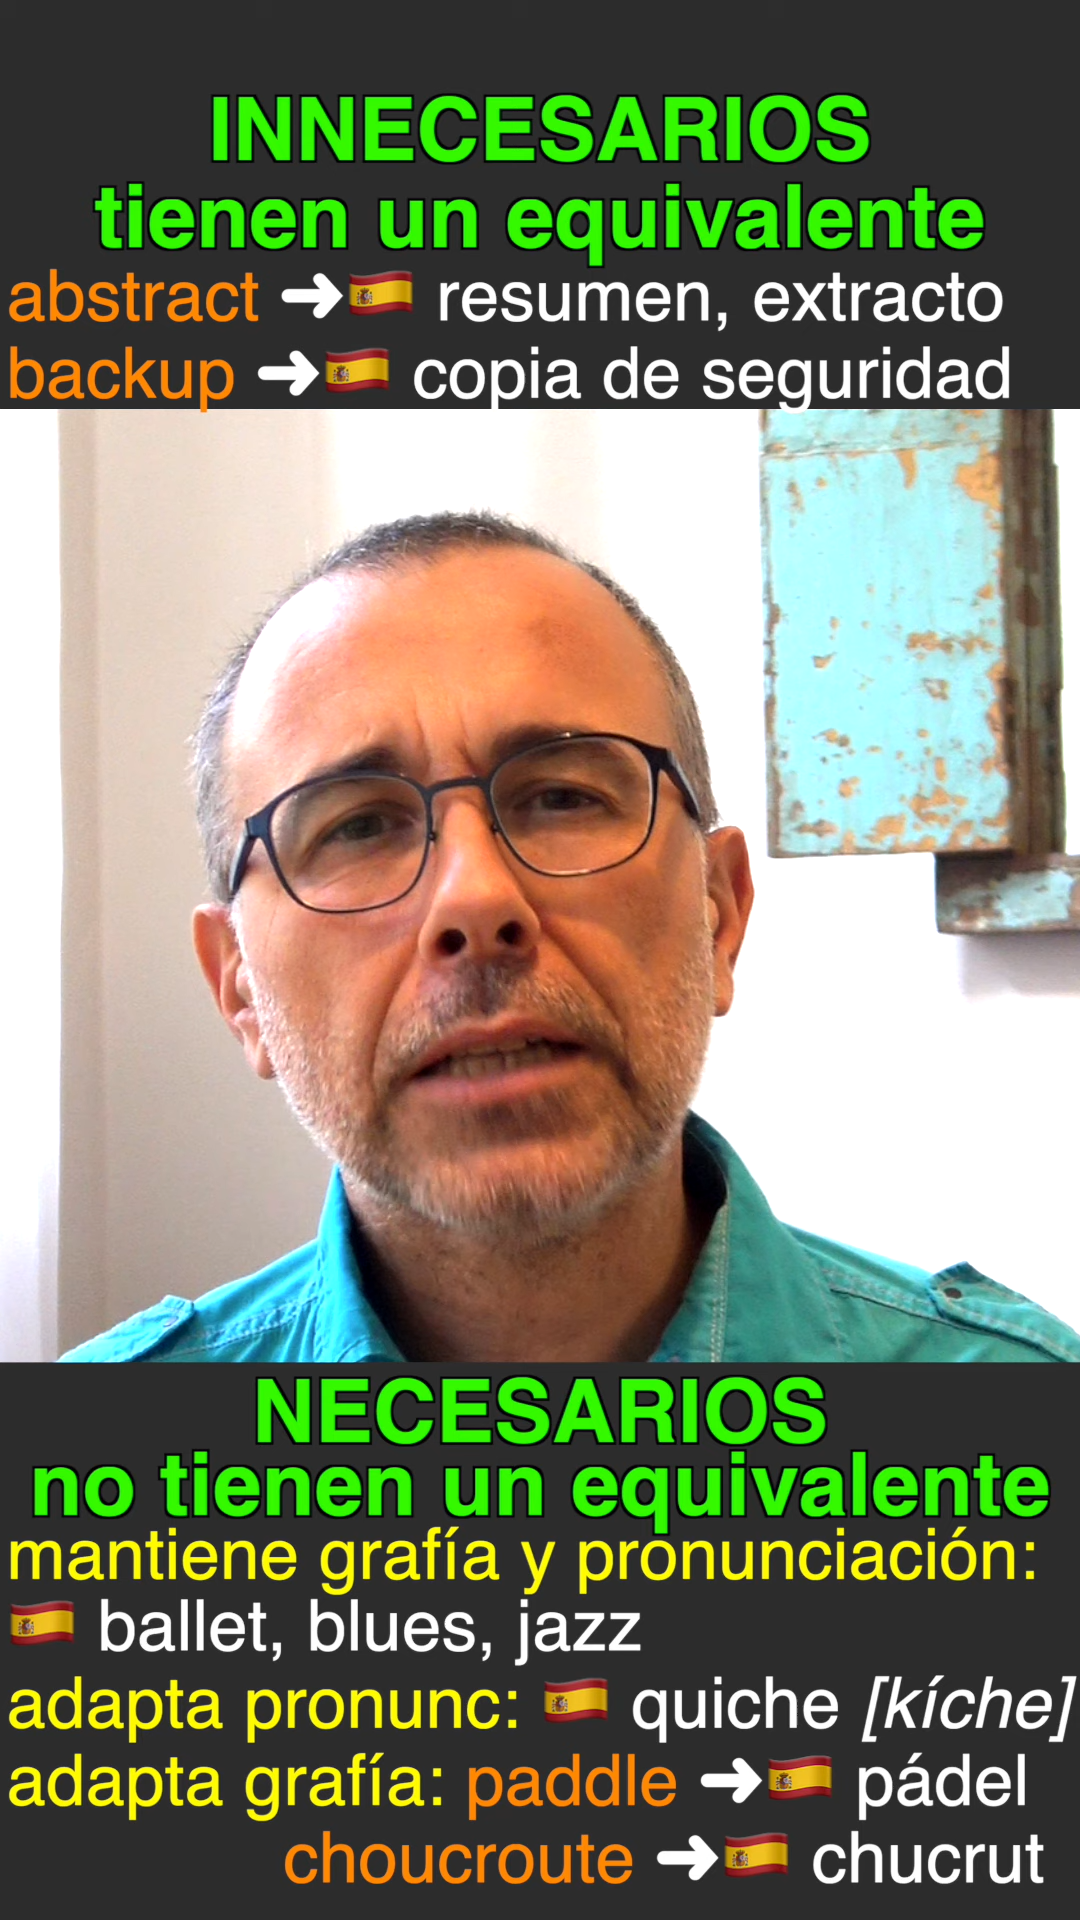 INNECESARIOS
tienen un equivalente
abstract ➜🇪🇸 resumen, extracto
backup ➜🇪🇸 copia de seguridad
NECESARIOS
no tienen un equivalente
mantiene grafía y pronunciación:
🇪🇸 ballet, blues, jazz
adapta pronunc: 🇪🇸 quiche [kíche]
adapta grafía: paddle ➜🇪🇸 pádel
choucroute ➜🇪🇸 chucrut